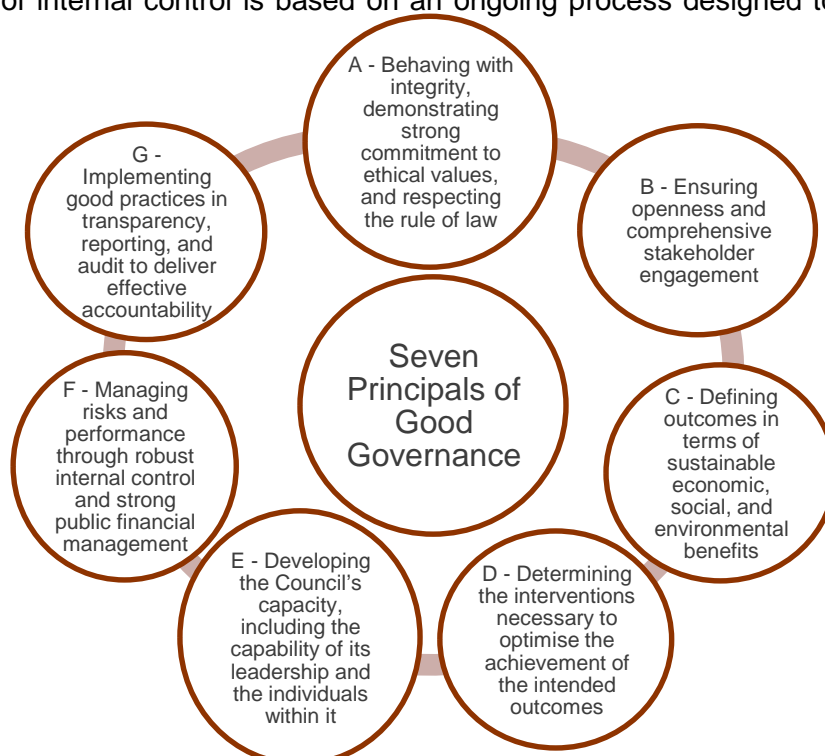 of internal control is based on an ongoing process designed to
A - Behaving with
integrity,
demonstrating
strong
commitment to
ethical values,
and respecting
the rule of law
B - Ensuring
openness and
comprehensive
stakeholder
engagement
C - Defining
outcomes in
terms of
sustainable
economic,
social, and
environmental
benefits
D - Determining
the interventions
necessary to
optimise the
achievement of
the intended
outcomes
E - Developing
the Council’s
capacity,
including the
capability of its
leadership and
the individuals
within it
F - Managing
risks and
performance
through robust
internal control
and strong
public financial
management
G -
Implementing
good practices in
transparency,
reporting, and
audit to deliver
effective
accountability
Seven
Principals of
Good
Governance